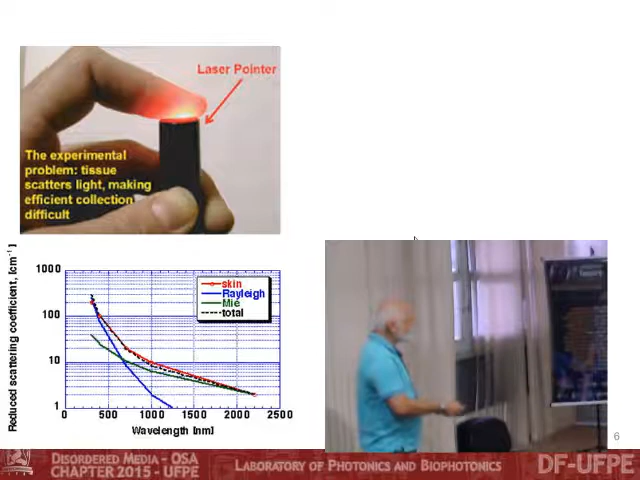 Laser Pointer
The experimental
problem: tissue
scatters light, making
efficient collection
difficult
Reduced scattering coefficient, [cm⁻¹]
1000
100
10
1
skin
Rayleigh
Mie
total
0 500 1000 1500 2000 2500
Wavelength [nm]
6
DISORDERED MEDIA - OSA
CHAPTER 2015 - UFPE
LABORATORY OF PHOTONICS AND BIOPHOTONICS
DF-UFPE